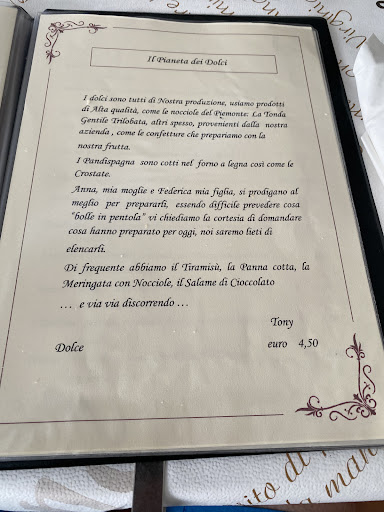 Il Pianeta dei Dolci
I dolci sono tutti di Nostra produzione, usiamo prodotti
di Alta qualità, come le nocciole del Piemonte: La Tonda
Gentile Trilobata, altri spesso, provenienti dalla nostra
azienda , come le confetture che prepariamo con la
nostra frutta.
I Pandispagna sono cotti nel forno a legna così come le
Crostate.
Anna, mia moglie e Federica mia figlia, si prodigano al
meglio per prepararli, essendo difficile prevedere cosa
"bolle in pentola" vi chiediamo la cortesia di domandare
cosa hanno preparato per oggi, noi saremo lieti di
elencarli.
Di frequente abbiamo il Tiramisù, la Panna cotta, la
Meringata con Nocciole, il Salame di Cioccolato
... e via via discorrendo ...
Tony
Dolce euro 4,50